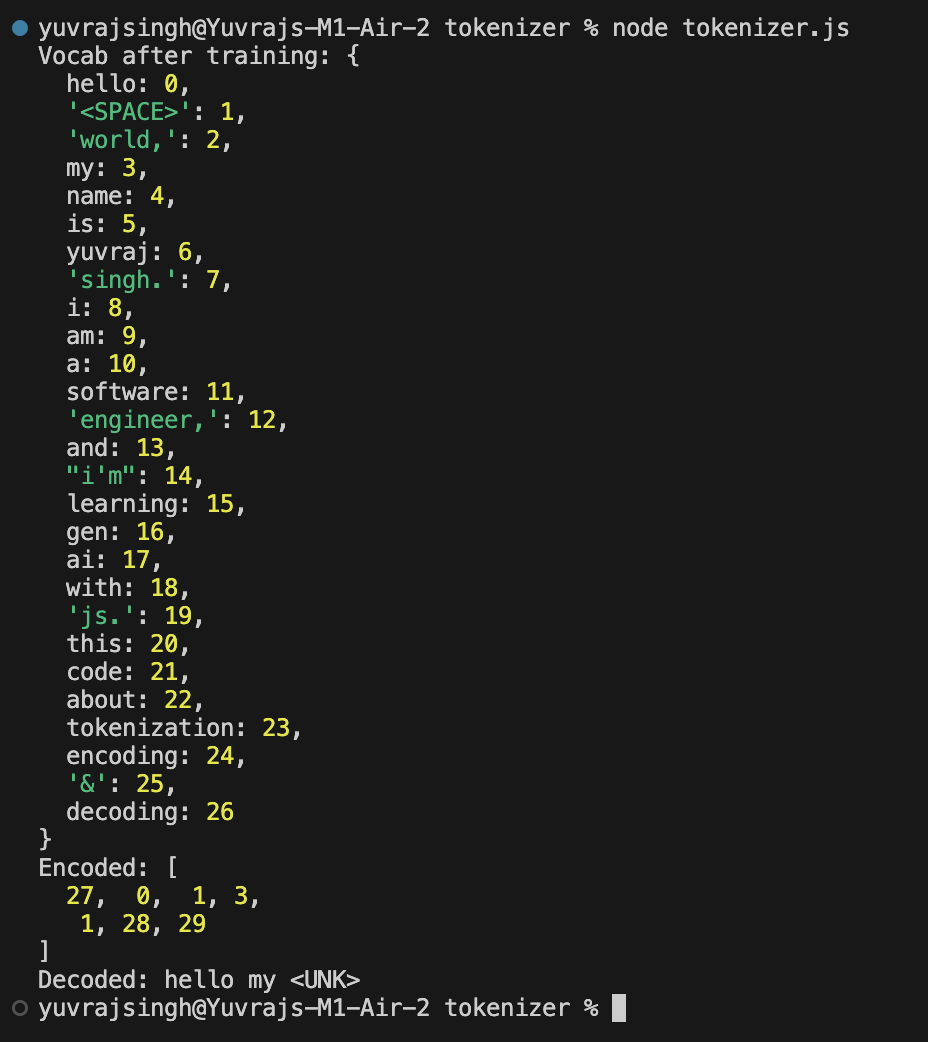 yuvrajsingh@Yuvrajs-M1-Air-2 tokenizer % node tokenizer.js
Vocab after training: {
  hello: 0,
  '<SPACE>': 1,
  'world,': 2,
  my: 3,
  name: 4,
  is: 5,
  yuvraj: 6,
  'singh.': 7,
  i: 8,
  am: 9,
  a: 10,
  software: 11,
  'engineer,': 12,
  and: 13,
  "i'm": 14,
  learning: 15,
  gen: 16,
  ai: 17,
  with: 18,
  'js.': 19,
  this: 20,
  code: 21,
  about: 22,
  tokenization: 23,
  encoding: 24,
  '&': 25,
  decoding: 26
}
Encoded: [
  27,  0,  1, 3,
   1, 28, 29
]
Decoded: hello my <UNK>
yuvrajsingh@Yuvrajs-M1-Air-2 tokenizer %